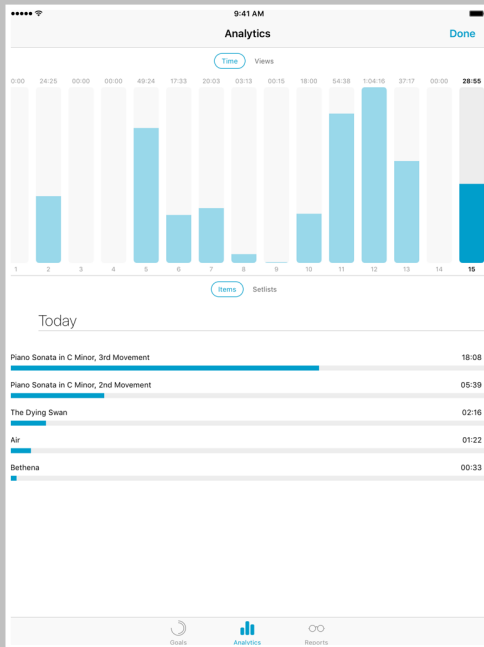 9:41 AM
Analytics Done
Time Views
0:00 24:25 00:00 00:00 49:24 17:33 20:03 03:13 00:15 18:00 54:38 1:04:16 37:17 00:00 28:55
1 2 3 4 5 6 7 8 9 10 11 12 13 14 15
Items Setlists
Today
Piano Sonata in C Minor, 3rd Movement 18:08
Piano Sonata in C Minor, 2nd Movement 05:39
The Dying Swan 02:16
Air 01:22
Bethena 00:33
Goals Analytics Reports